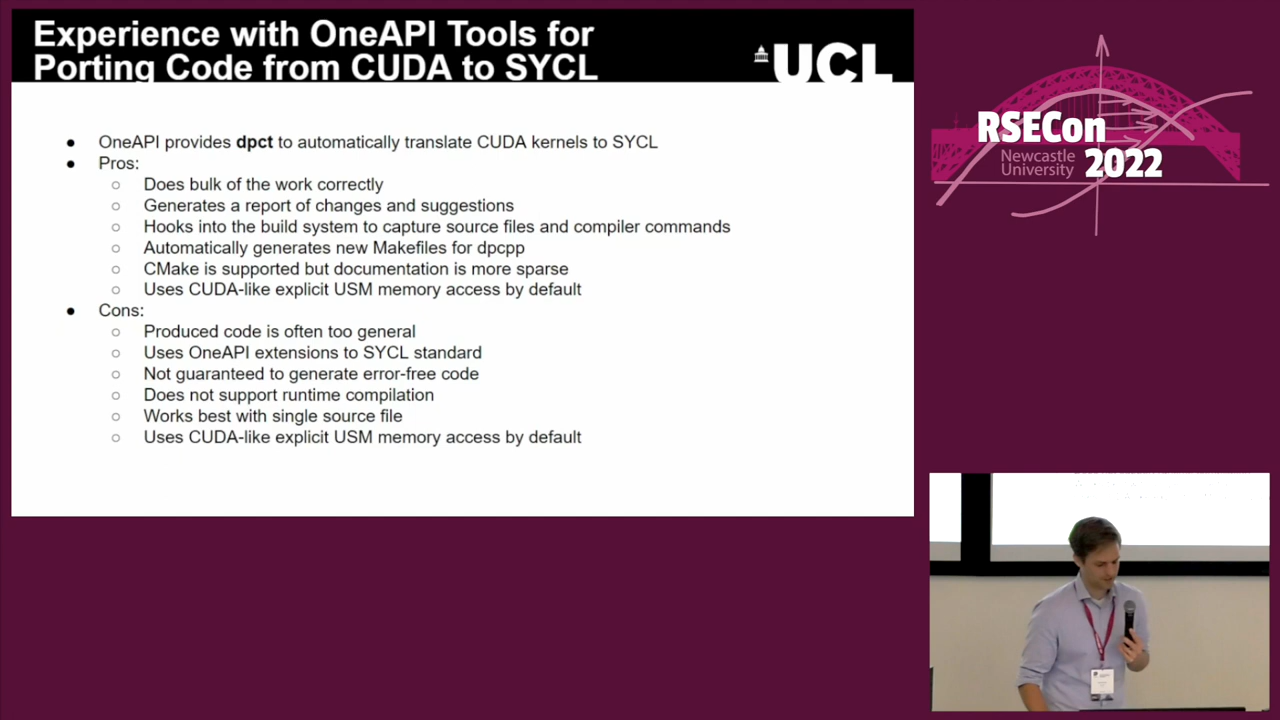 Experience with OneAPI Tools for
Porting Code from CUDA to SYCL
UCL
● OneAPI provides dpct to automatically translate CUDA kernels to SYCL
● Pros:
○ Does bulk of the work correctly
○ Generates a report of changes and suggestions
○ Hooks into the build system to capture source files and compiler commands
○ Automatically generates new Makefiles for dpcpp
○ CMake is supported but documentation is more sparse
○ Uses CUDA-like explicit USM memory access by default
● Cons:
○ Produced code is often too general
○ Uses OneAPI extensions to SYCL standard
○ Not guaranteed to generate error-free code
○ Does not support runtime compilation
○ Works best with single source file
○ Uses CUDA-like explicit USM memory access by default
RSECon
Newcastle
University
2022